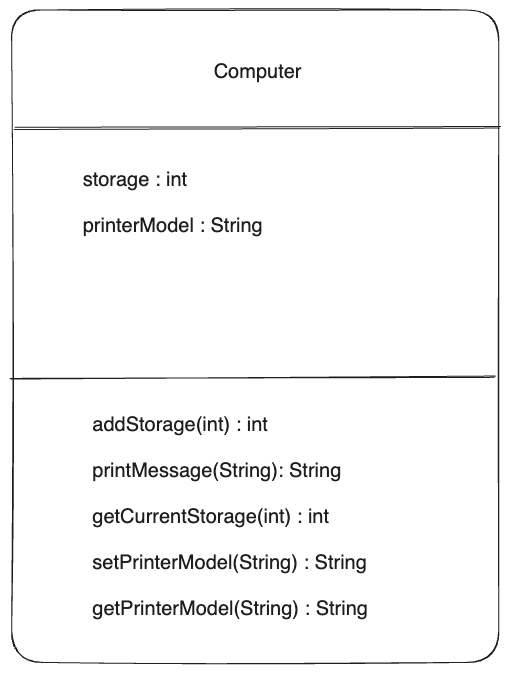 Computer
storage : int
printerModel : String
addStorage(int) : int
printMessage(String): String
getCurrentStorage(int) : int
setPrinterModel(String) : String
getPrinterModel(String) : String